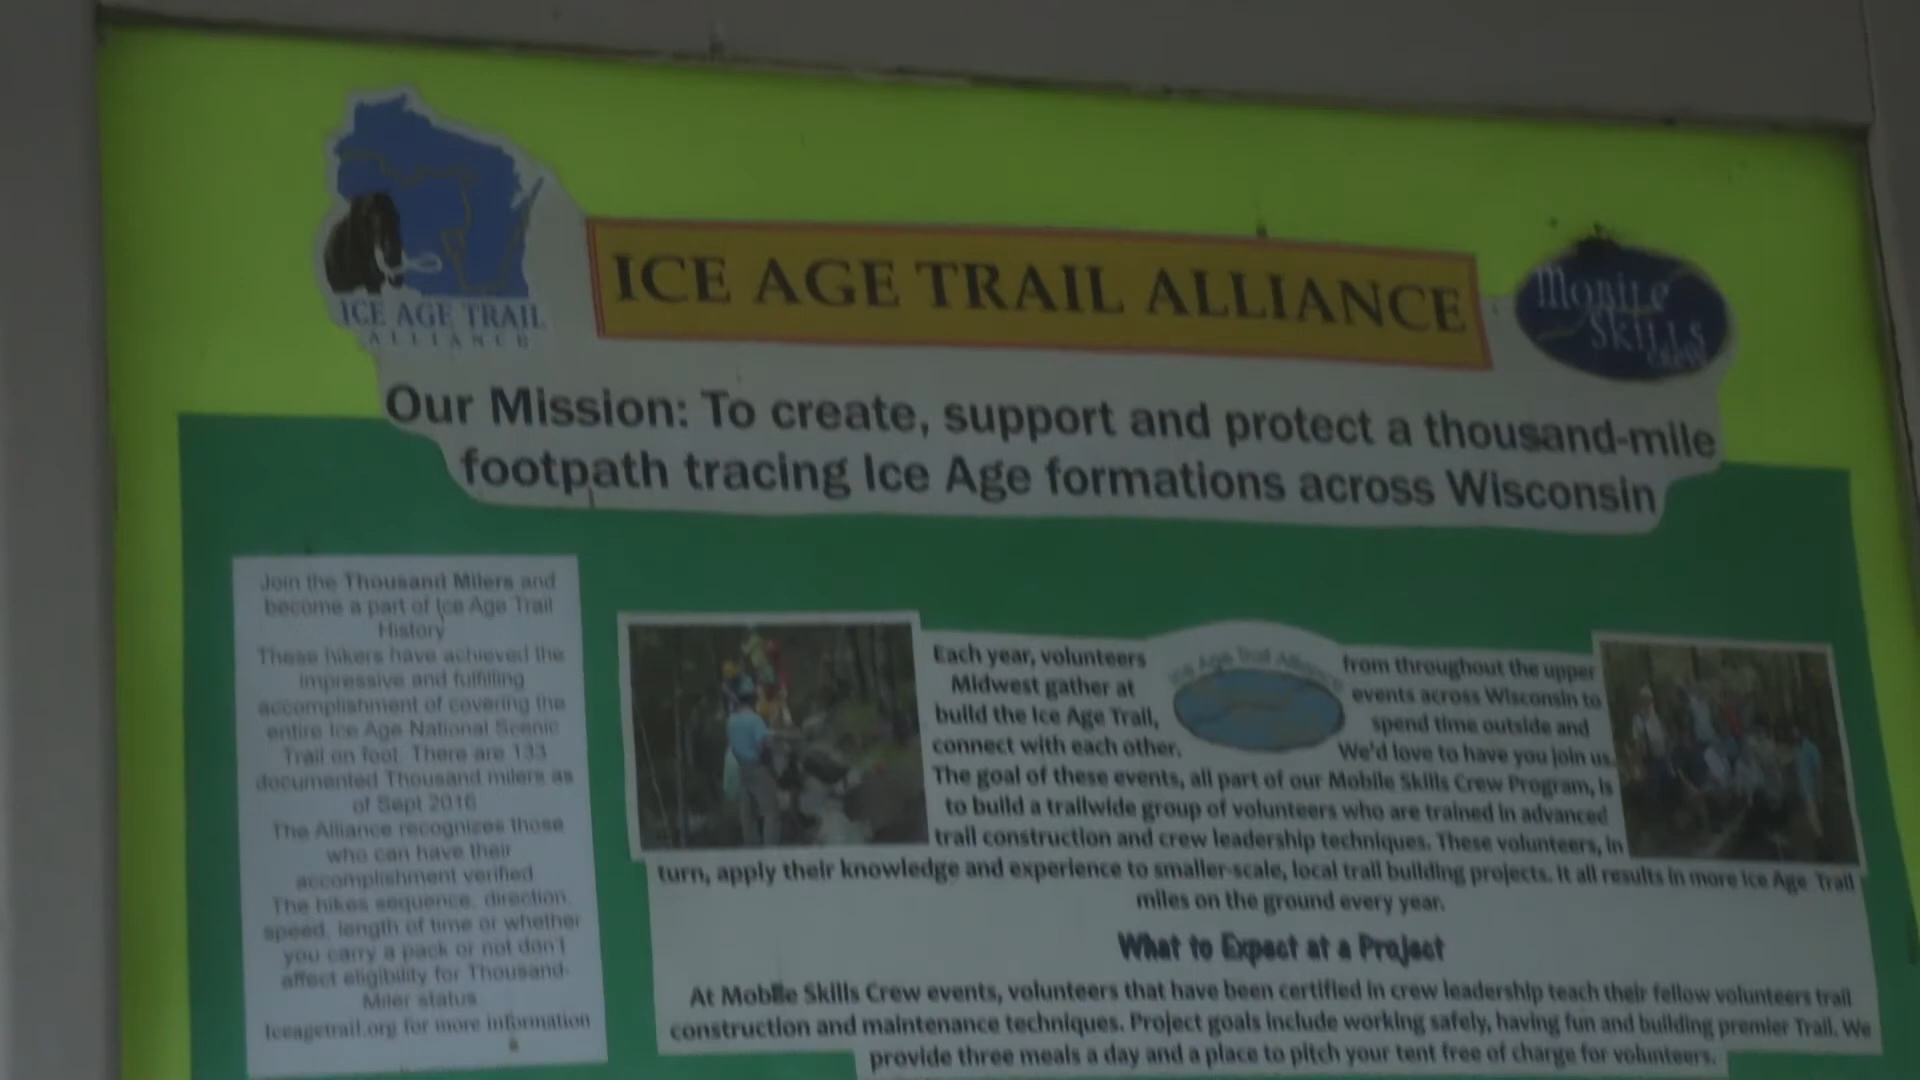 ICE AGE TRAIL
ALLIANCE
ICE AGE TRAIL ALLIANCE
Mobile
Skills
Crew
Our Mission: To create, support and protect a thousand-mile
footpath tracing Ice Age formations across Wisconsin
Join the Thousand Milers and
become a part of Ice Age Trail
History
These hikers have achieved the
impressive and fulfilling
accomplishment of covering the
entire Ice Age National Scenic
Trail on foot. There are 133
documented Thousand milers as
of Sept 2016
The Alliance recognizes those
who can have their
accomplishment verified
The hikes sequence, direction,
speed, length of time or whether
you carry a pack or not don't
affect eligibility for Thousand-
Miler status
Iceagetrail.org for more information
Each year, volunteers from throughout the upper
Midwest gather at events across Wisconsin to
build the Ice Age Trail, spend time outside and
connect with each other. We'd love to have you join us.
Ice Age Trail Alliance
The goal of these events, all part of our Mobile Skills Crew Program, is
to build a trailwide group of volunteers who are trained in advanced
trail construction and crew leadership techniques. These volunteers, in
turn, apply their knowledge and experience to smaller-scale, local trail building projects. It all results in more Ice Age Trail
miles on the ground every year.
What to Expect at a Project
At Mobile Skills Crew events, volunteers that have been certified in crew leadership teach their fellow volunteers trail
construction and maintenance techniques. Project goals include working safely, having fun and building premier Trail. We
provide three meals a day and a place to pitch your tent free of charge for volunteers.